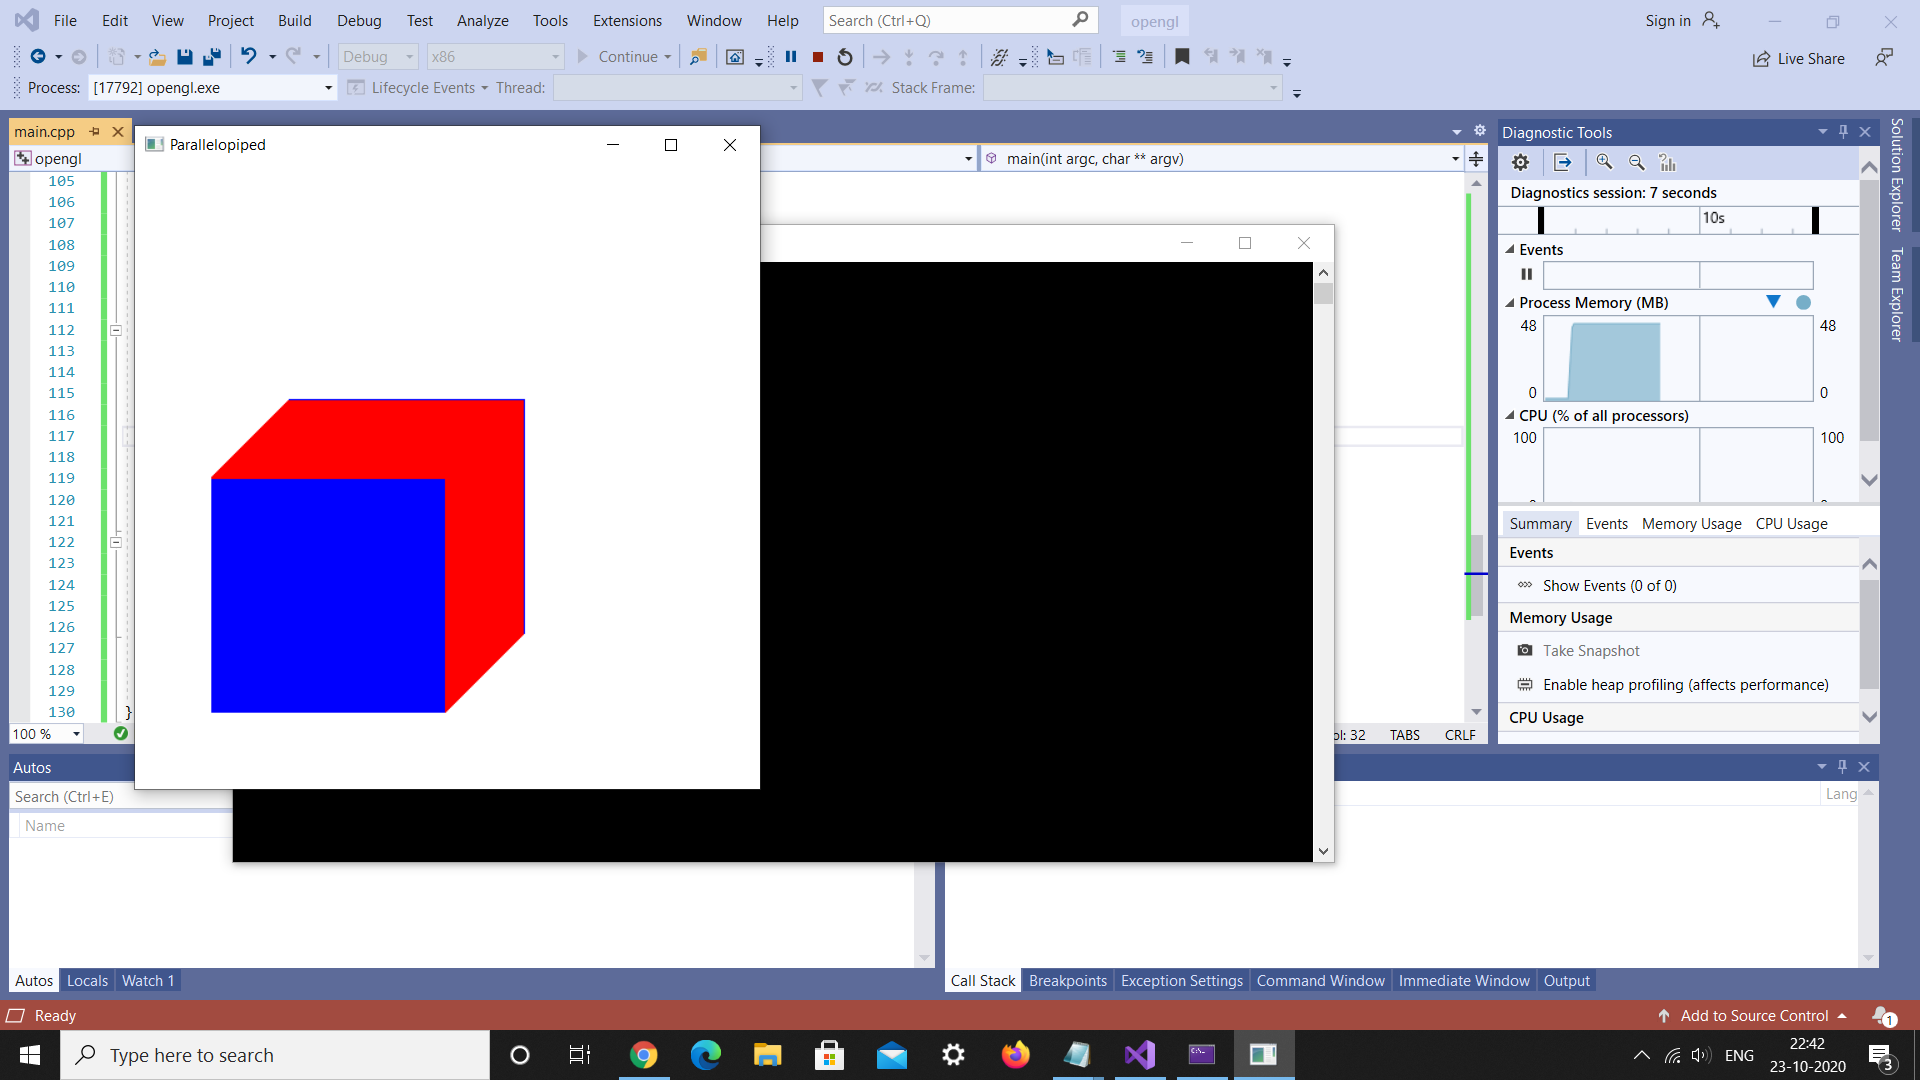 File Edit View Project Build Debug Test Analyze Tools Extensions Window Help Search (Ctrl+Q) opengl Sign in
Debug x86 Continue Live Share
Process: [17792] opengl.exe Lifecycle Events Thread: Stack Frame:
main.cpp
Parallelopiped
opengl
main(int argc, char ** argv)
105
106
107
108
109
110
111
112
113
114
115
116
117
118
119
120
121
122
123
124
125
126
127
128
129
130 }
100 %
32 TABS CRLF
Diagnostic Tools
Diagnostics session: 7 seconds
10s
Events
Process Memory (MB)
48 48
0 0
CPU (% of all processors)
100 100
Summary Events Memory Usage CPU Usage
Events
Show Events (0 of 0)
Memory Usage
Take Snapshot
Enable heap profiling (affects performance)
CPU Usage
Solution Explorer
Team Explorer
Autos
Search (Ctrl+E)
Name
Lang
Autos Locals Watch 1
Call Stack Breakpoints Exception Settings Command Window Immediate Window Output
Ready
Add to Source Control 1
Type here to search
ENG
22:42
23-10-2020
3